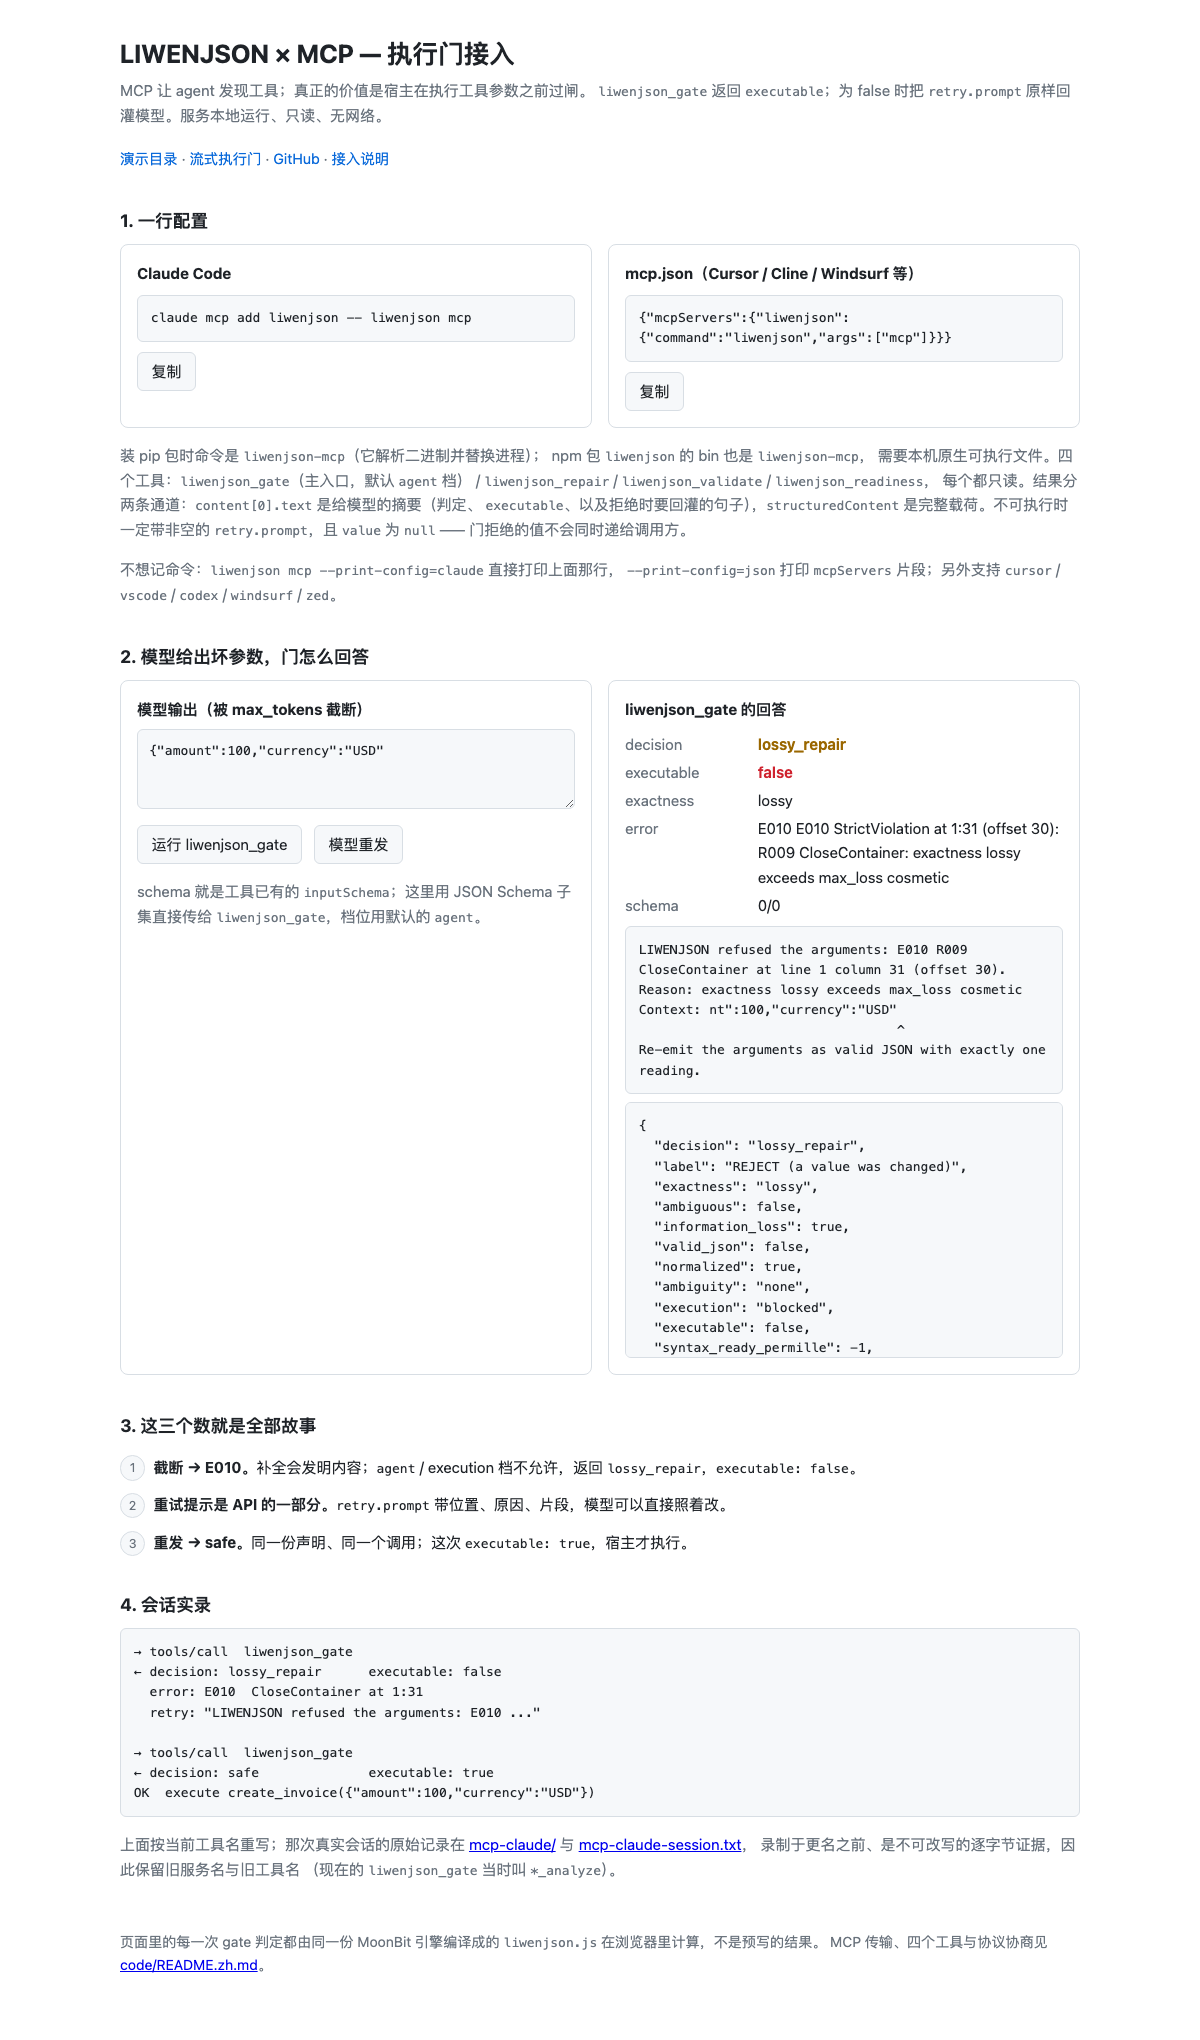 LIWENJSON × MCP — 执行门接入
MCP 让 agent 发现工具；真正的价值是宿主在执行工具参数之前过闸。 liwenjson_gate 返回 executable；为 false 时把 retry.prompt 原样回
灌模型。服务本地运行、只读、无网络。
演示目录 · 流式执行门 · GitHub · 接入说明
1. 一行配置
Claude Code
claude mcp add liwenjson -- liwenjson mcp
复制
mcp.json（Cursor / Cline / Windsurf 等）
{"mcpServers":{"liwenjson":
{"command":"liwenjson","args":["mcp"]}}}
复制
装 pip 包时命令是 liwenjson-mcp（它解析二进制并替换进程）； npm 包 liwenjson 的 bin 也是 liwenjson-mcp， 需要本机原生可执行文件。四
个工具：liwenjson_gate（主入口，默认 agent 档） / liwenjson_repair / liwenjson_validate / liwenjson_readiness， 每个都只读。结果分
两条通道：content[0].text 是给模型的摘要（判定、 executable、以及拒绝时要回灌的句子），structuredContent 是完整载荷。不可执行时
一定带非空的 retry.prompt，且 value 为 null —— 门拒绝的值不会同时递给调用方。
不想记命令：liwenjson mcp --print-config=claude 直接打印上面那行， --print-config=json 打印 mcpServers 片段；另外支持 cursor /
vscode / codex / windsurf / zed。
2. 模型给出坏参数，门怎么回答
模型输出（被 max_tokens 截断）
{"amount":100,"currency":"USD"
运行 liwenjson_gate
模型重发
schema 就是工具已有的 inputSchema；这里用 JSON Schema 子
集直接传给 liwenjson_gate，档位用默认的 agent。
liwenjson_gate 的回答
decision lossy_repair
executable false
exactness lossy
error E010 E010 StrictViolation at 1:31 (offset 30):
R009 CloseContainer: exactness lossy
exceeds max_loss cosmetic
schema 0/0
LIWENJSON refused the arguments: E010 R009
CloseContainer at line 1 column 31 (offset 30).
Reason: exactness lossy exceeds max_loss cosmetic
Context: nt":100,"currency":"USD"
^
Re-emit the arguments as valid JSON with exactly one
reading.
{
"decision": "lossy_repair",
"label": "REJECT (a value was changed)",
"exactness": "lossy",
"ambiguous": false,
"information_loss": true,
"valid_json": false,
"normalized": true,
"ambiguity": "none",
"execution": "blocked",
"executable": false,
"syntax_ready_permille": -1,
3. 这三个数就是全部故事
1 截断 → E010。补全会发明内容；agent / execution 档不允许，返回 lossy_repair，executable: false。
2 重试提示是 API 的一部分。retry.prompt 带位置、原因、片段，模型可以直接照着改。
3 重发 → safe。同一份声明、同一个调用；这次 executable: true，宿主才执行。
4. 会话实录
→ tools/call  liwenjson_gate
← decision: lossy_repair      executable: false
error: E010  CloseContainer at 1:31
retry: "LIWENJSON refused the arguments: E010 ..."
→ tools/call  liwenjson_gate
← decision: safe              executable: true
OK  execute create_invoice({"amount":100,"currency":"USD"})
上面按当前工具名重写；那次真实会话的原始记录在 mcp-claude/ 与 mcp-claude-session.txt， 录制于更名之前、是不可改写的逐字节证据，因
此保留旧服务名与旧工具名 （现在的 liwenjson_gate 当时叫 *_analyze）。
页面里的每一次 gate 判定都由同一份 MoonBit 引擎编译成的 liwenjson.js 在浏览器里计算，不是预写的结果。 MCP 传输、四个工具与协议协商见
code/README.zh.md。